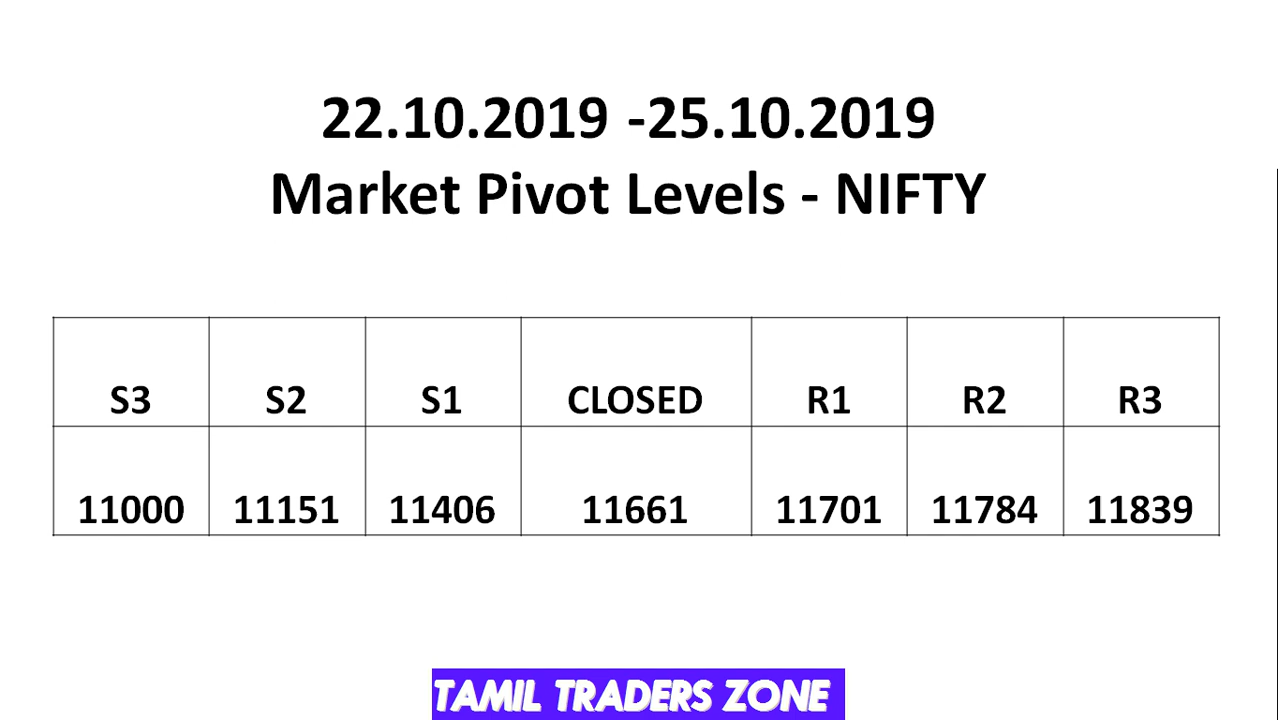 22.10.2019 -25.10.2019
Market Pivot Levels - NIFTY
S3 S2 S1 CLOSED R1 R2 R3
11000 11151 11406 11661 11701 11784 11839
TAMIL TRADERS ZONE